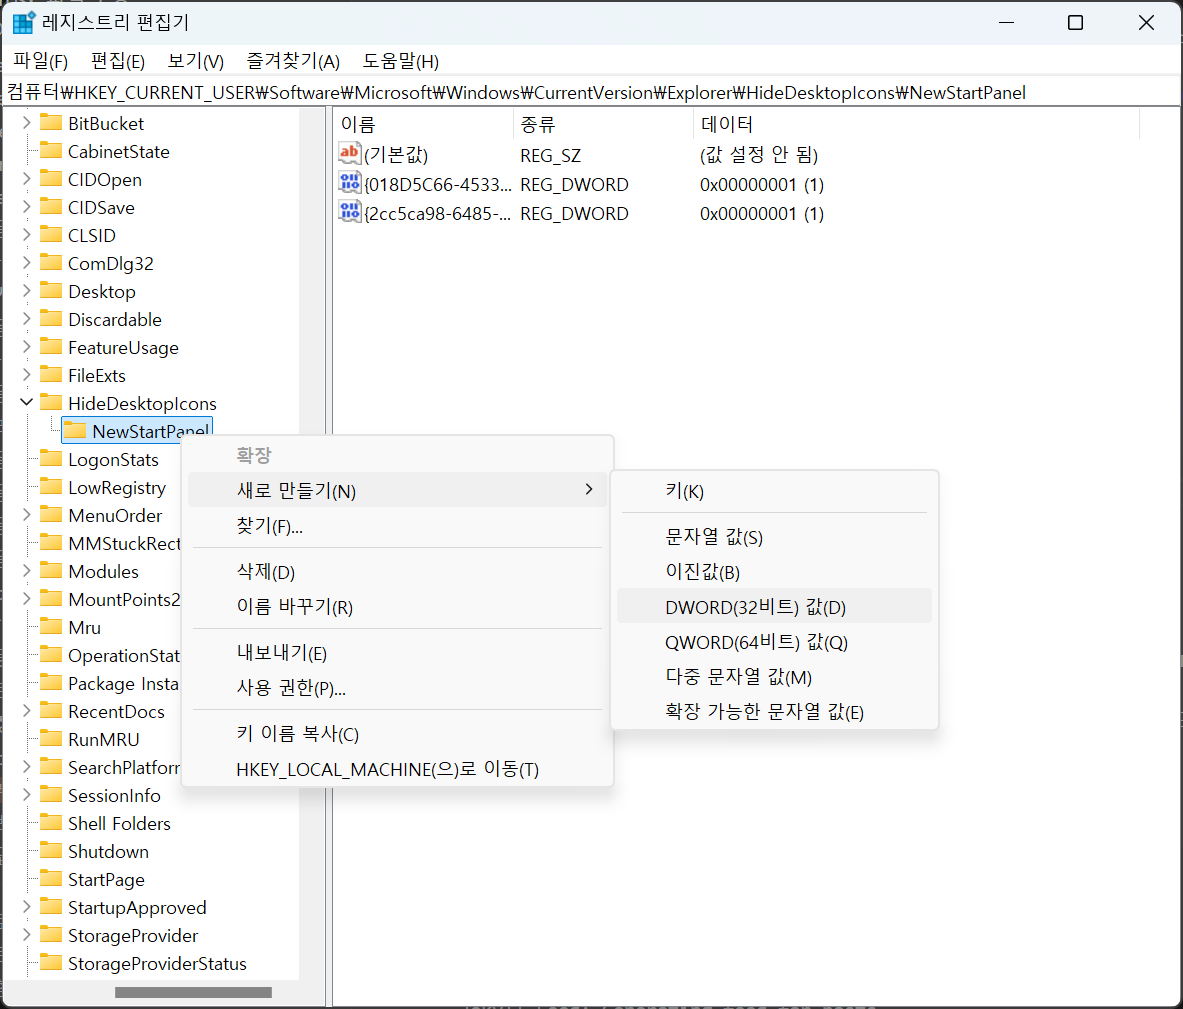 레지스트리 편집기
파일(F) 편집(E) 보기(V) 즐겨찾기(A) 도움말(H)
컴퓨터₩HKEY_CURRENT_USER₩Software₩Microsoft₩Windows₩CurrentVersion₩Explorer₩HideDesktopIcons₩NewStartPanel
BitBucket
CabinetState
CIDOpen
CIDSave
CLSID
ComDlg32
Desktop
Discardable
FeatureUsage
FileExts
HideDesktopIcons
NewStartPanel
LogonStats
LowRegistry
MenuOrder
MMStuckRect
Modules
MountPoints2
Mru
OperationStat
Package Insta
RecentDocs
RunMRU
SearchPlatforr
SessionInfo
Shell Folders
Shutdown
StartPage
StartupApproved
StorageProvider
StorageProviderStatus
이름 종류 데이터
(기본값) REG_SZ (값 설정 안 됨)
{018D5C66-4533... REG_DWORD 0x00000001 (1)
{2cc5ca98-6485-... REG_DWORD 0x00000001 (1)
확장
새로 만들기(N)
찾기(F)...
삭제(D)
이름 바꾸기(R)
내보내기(E)
사용 권한(P)...
키 이름 복사(C)
HKEY_LOCAL_MACHINE(으)로 이동(T)
키(K)
문자열 값(S)
이진값(B)
DWORD(32비트) 값(D)
QWORD(64비트) 값(Q)
다중 문자열 값(M)
확장 가능한 문자열 값(E)